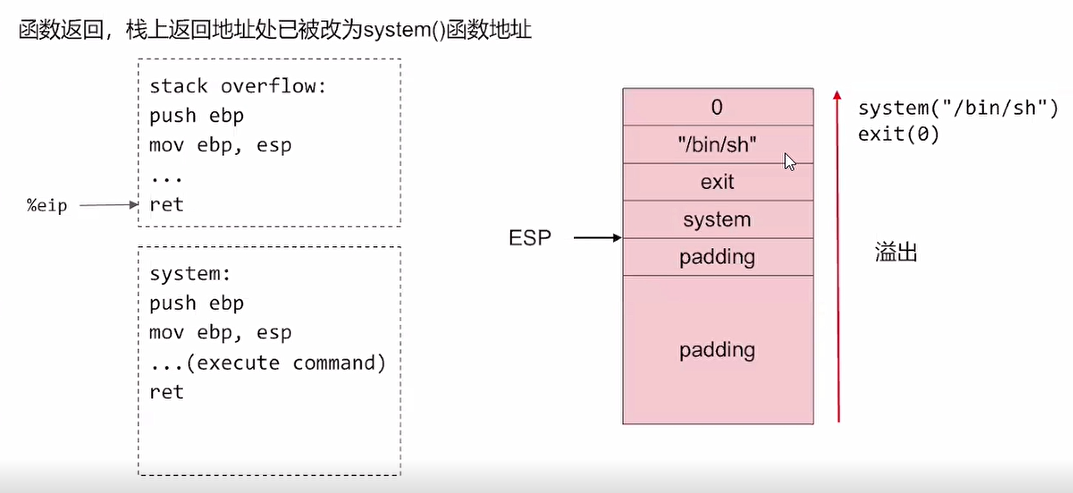 函数返回，栈上返回地址处已被改为system()函数地址
stack overflow:
push ebp
mov ebp, esp
...
%eip
ret
system:
push ebp
mov ebp, esp
...(execute command)
ret
ESP
0
"/bin/sh"
exit
system
padding
padding
system("/bin/sh")
exit(0)
溢出